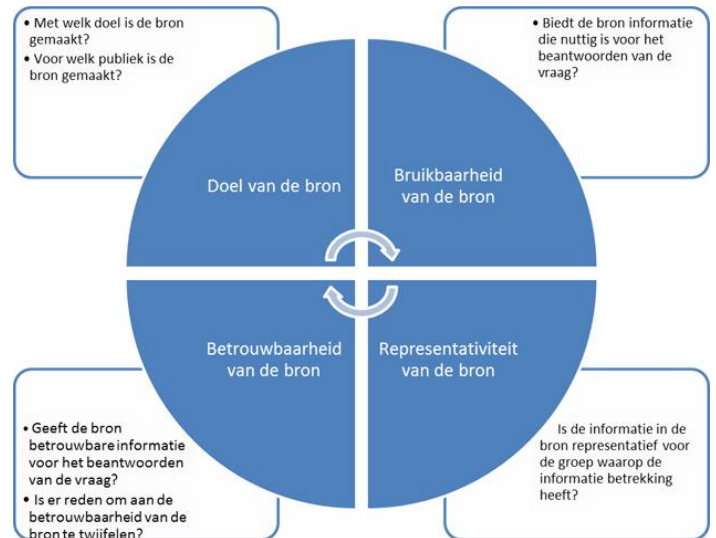 • Met welk doel is de bron
gemaakt?
• Voor welk publiek is de
bron gemaakt?
• Biedt de bron informatie
die nuttig is voor het
beantwoorden van de
vraag?
Doel van de bron
Bruikbaarheid
van de bron
Betrouwbaarheid
van de bron
Representativiteit
van de bron
• Geeft de bron
betrouwbare informatie
voor het beantwoorden
van de vraag?
• Is er reden om aan de
betrouwbaarheid van de
bron te twijfelen?
Is de informatie in de
bron representatief voor
de groep waarop de
informatie betrekking
heeft?